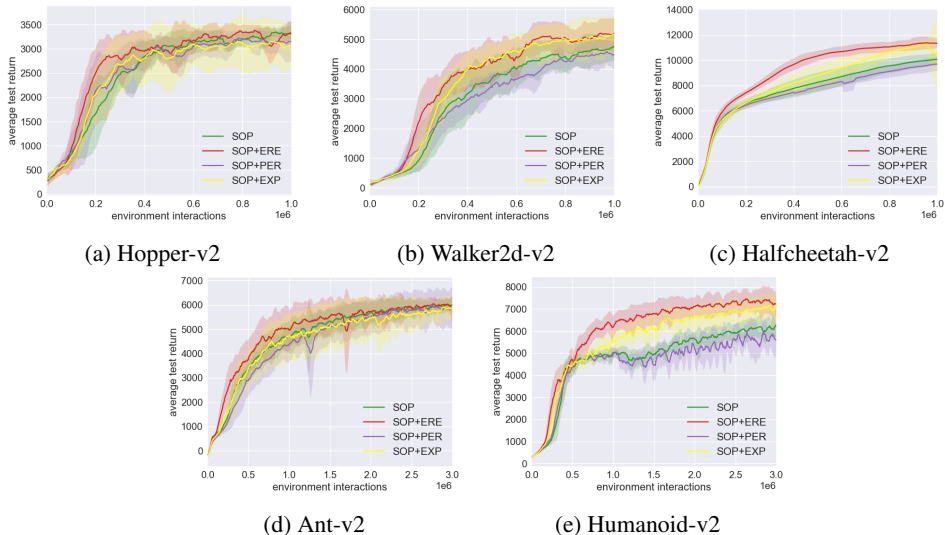 3500
3000
2500
2000
1500
1000
500
0
average test return
SOP
SOP+ERE
SOP+PER
SOP+EXP
0.0 0.2 0.4 0.6 0.8 1.0
environment interactions 1e6
(a) Hopper-v2
6000
5000
4000
3000
2000
1000
0
average test return
SOP
SOP+ERE
SOP+PER
SOP+EXP
0.0 0.2 0.4 0.6 0.8 1.0
environment interactions 1e6
(b) Walker2d-v2
14000
12000
10000
8000
6000
4000
2000
0
average test return
SOP
SOP+ERE
SOP+PER
SOP+EXP
0.0 0.2 0.4 0.6 0.8 1.0
environment interactions 1e6
(c) Halfcheetah-v2
7000
6000
5000
4000
3000
2000
1000
0
average test return
SOP
SOP+ERE
SOP+PER
SOP+EXP
0.0 0.5 1.0 1.5 2.0 2.5 3.0
environment interactions 1e6
(d) Ant-v2
8000
7000
6000
5000
4000
3000
2000
1000
0
average test return
SOP
SOP+ERE
SOP+PER
SOP+EXP
0.0 0.5 1.0 1.5 2.0 2.5 3.0
environment interactions 1e6
(e) Humanoid-v2